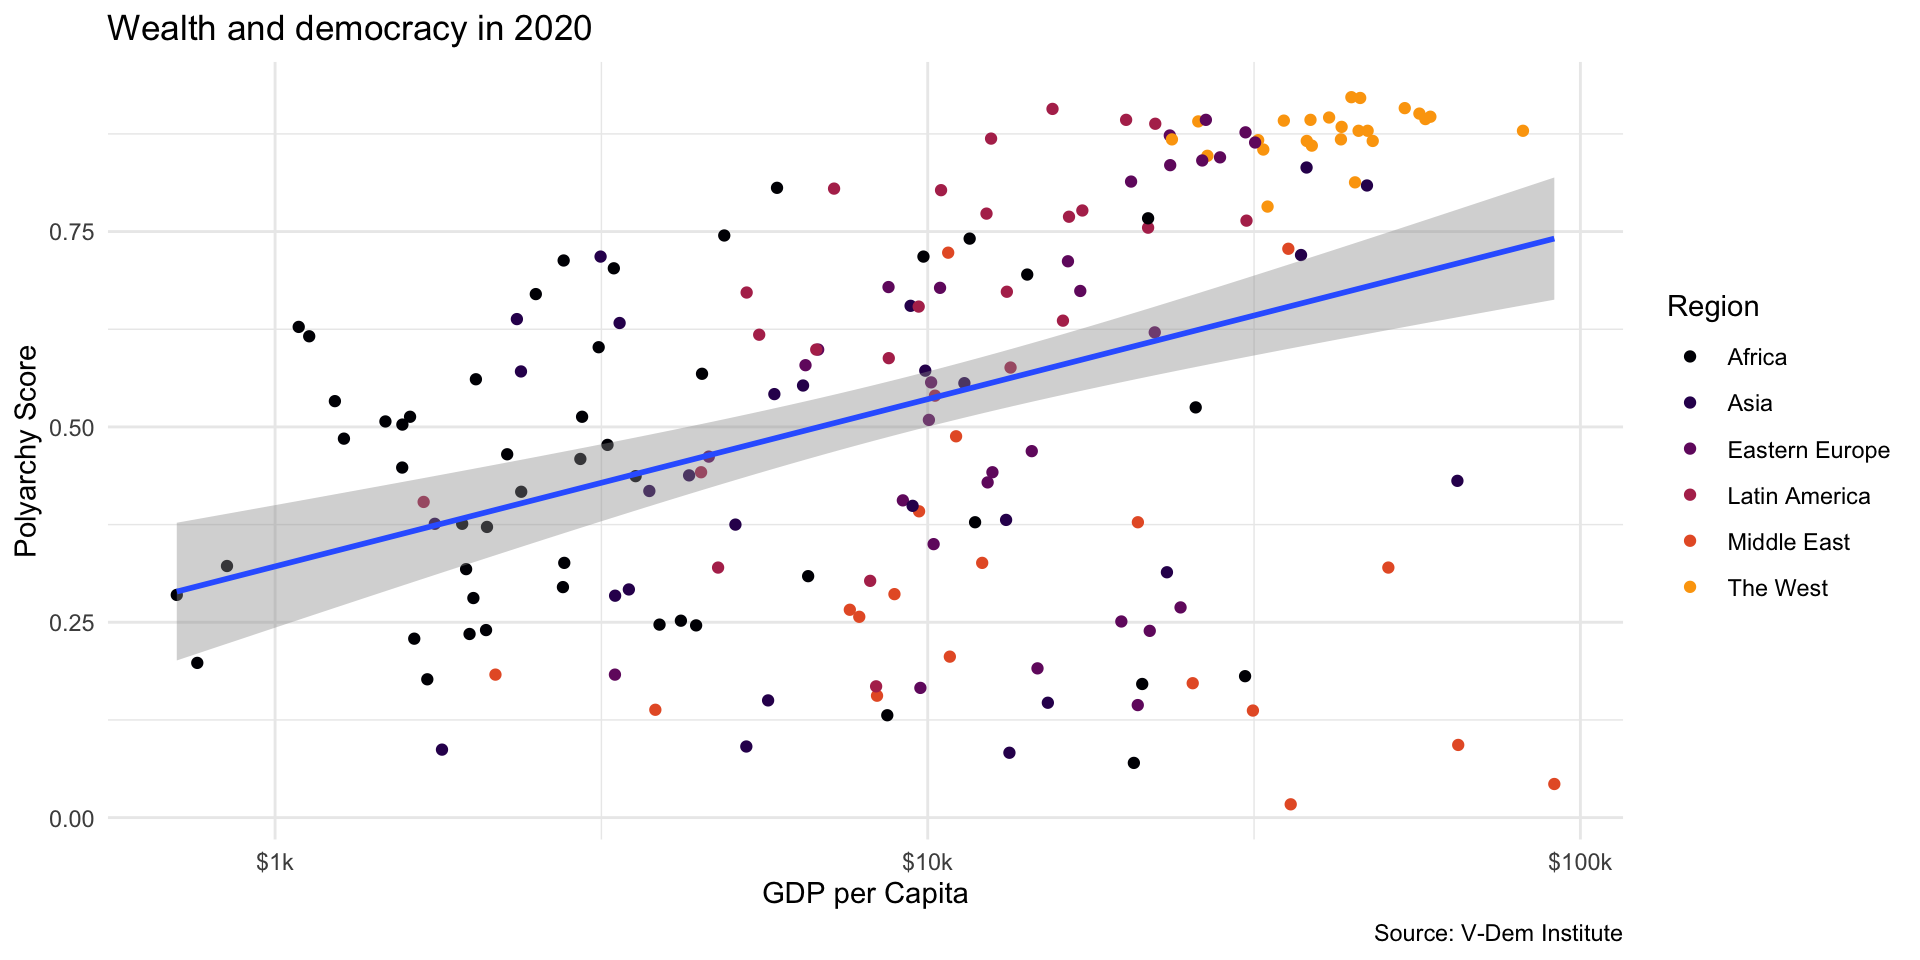 Wealth and democracy in 2020
Polyarchy Score
0.75
0.50
0.25
0.00
$1k
$10k
$100k
GDP per Capita
Region
Africa
Asia
Eastern Europe
Latin America
Middle East
The West
Source: V-Dem Institute